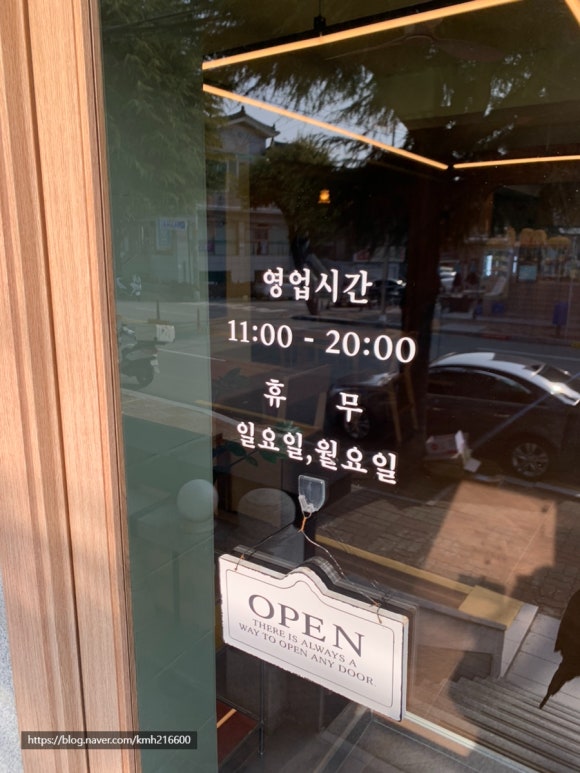 영업시간
11:00 - 20:00
휴 무
일요일,월요일
OPEN
THERE IS ALWAYS A
WAY TO OPEN ANY DOOR.
https://blog.naver.com/kmh216600